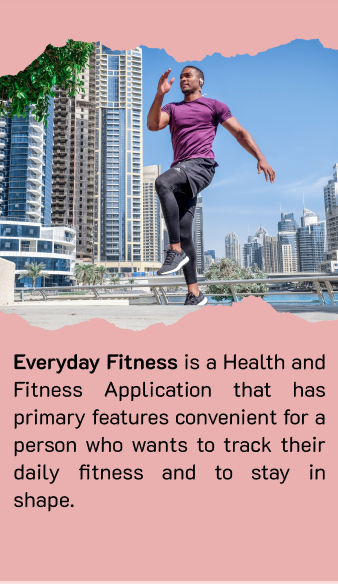 Everyday Fitness is a Health and
Fitness Application that has
primary features convenient for a
person who wants to track their
daily fitness and to stay in
shape.